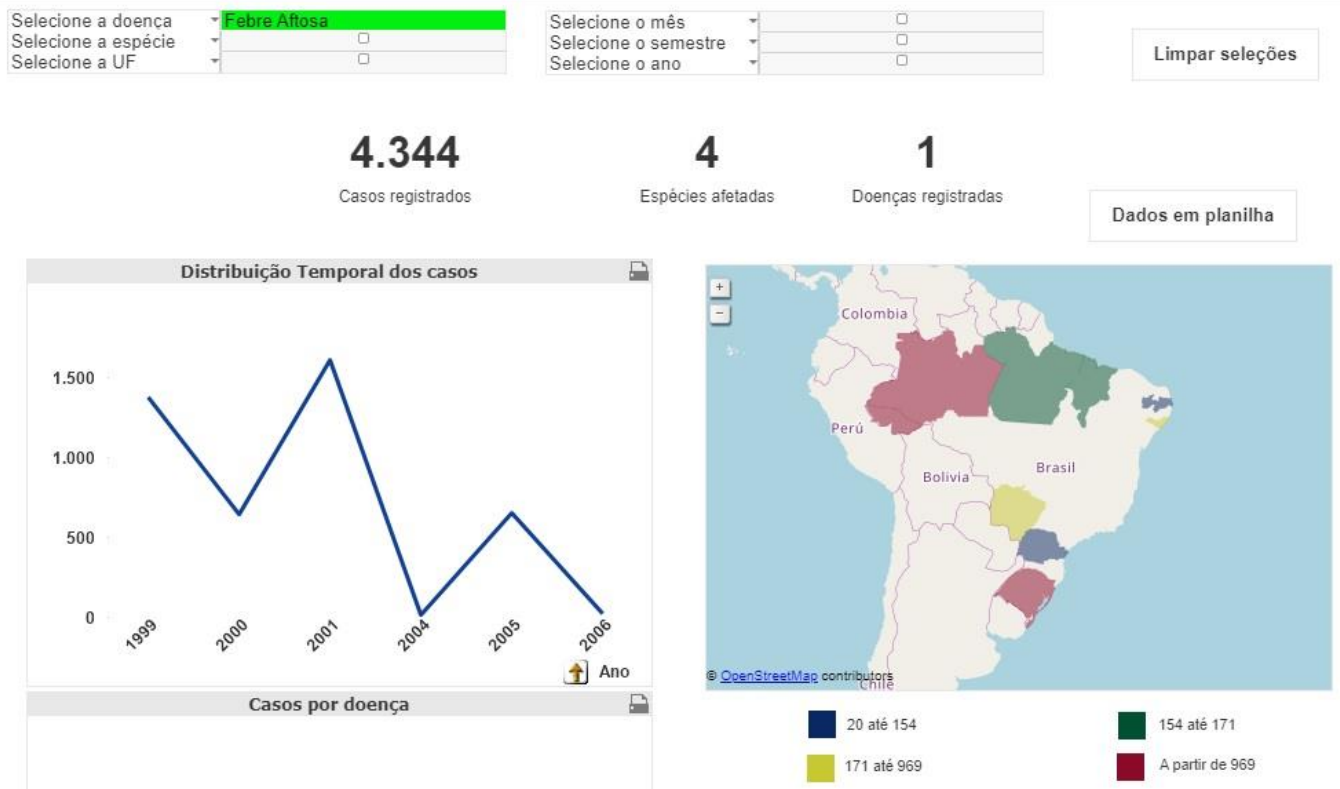 Selecione a doença Febre Aftosa
Selecione a espécie
Selecione a UF
Selecione o mês
Selecione o semestre
Selecione o ano
Limpar seleções
4.344
Casos registrados
4
Espécies afetadas
1
Doenças registradas
Dados em planilha
Distribuição Temporal dos casos
1.500
1.000
500
0
1999 2000 2001 2004 2005 2006
Ano
Casos por doença
+
−
Colombia
Perú
Brasil
Bolivia
Chile
© OpenStreetMap contributors
20 até 154
154 até 171
171 até 969
A partir de 969